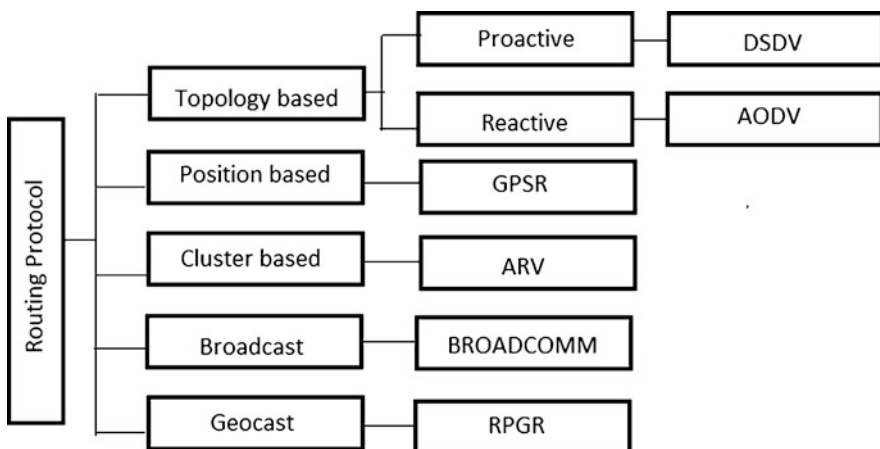 Routing Protocol
Topology based
Proactive
DSDV
Reactive
AODV
Position based
GPSR
Cluster based
ARV
Broadcast
BROADCOMM
Geocast
RPGR